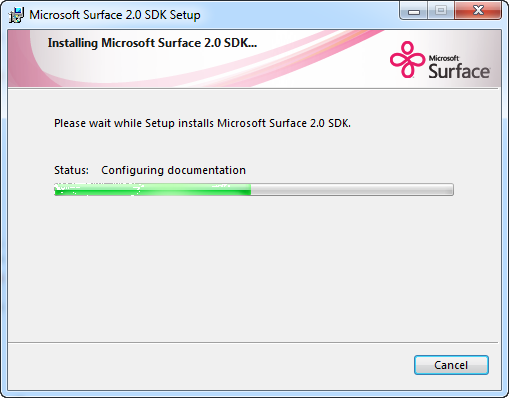 Microsoft Surface 2.0 SDK Setup
Installing Microsoft Surface 2.0 SDK...
Microsoft
Surface
Please wait while Setup installs Microsoft Surface 2.0 SDK.
Status: Configuring documentation
Cancel